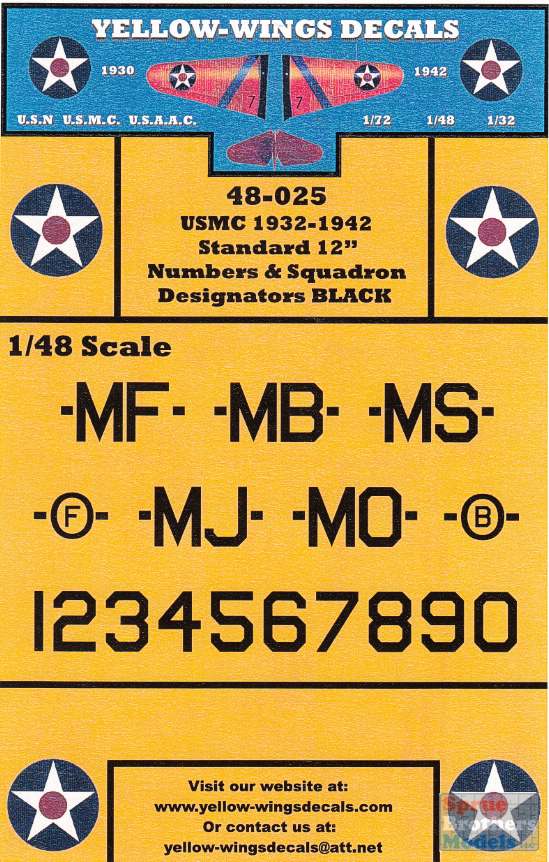 YELLOW-WINGS DECALS
1930
1942
7
7
U.S.N U.S.M.C. U.S.A.A.C.
1/72 1/48 1/32
48-025
USMC 1932-1942
Standard 12”
Numbers & Squadron
Designators BLACK
1/48 Scale
-MF- -MB- -MS-
-F- -MJ- -MO- -B-
1234567890
Visit our website at:
www.yellow-wingsdecals.com
Or contact us at:
yellow-wingsdecals@att.net
Sprue
Brothers
Models